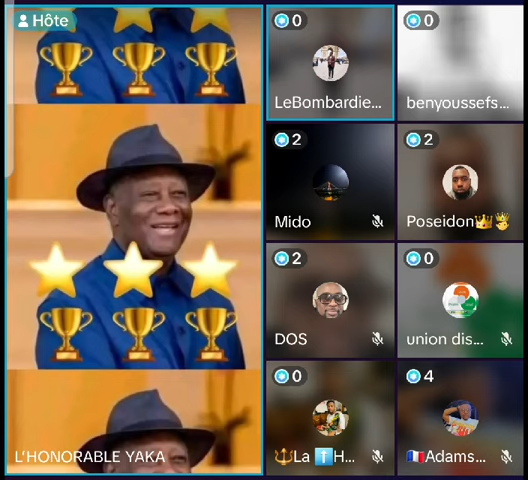 Hôte
L'HONORABLE YAKA
0
LeBombardie...
0
benyoussefs...
2
Mido
2
Poseidon👑🤴
2
DOS
0
union dis...
0
🔱La ✝️H...
4
🇫🇷Adams...